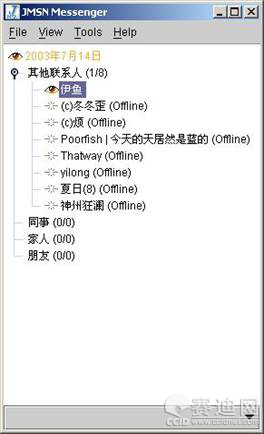 JMSN Messenger
File View Tools Help
2003年7月14日
其他联系人 (1/8)
伊鱼
(c)冬冬歪 (Offline)
(c)烦 (Offline)
Poorfish | 今天的天居然是蓝的 (Offline)
Thatway (Offline)
yilong (Offline)
夏日(8) (Offline)
神州狂澜 (Offline)
同事 (0/0)
家人 (0/0)
朋友 (0/0)
赛迪网
CCID www.ccidnet.com